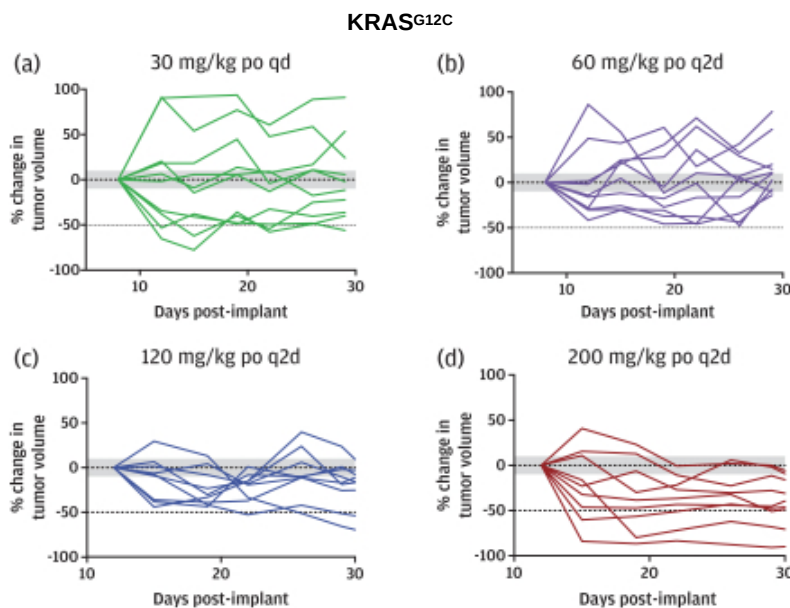 KRASG12C
(a) 30 mg/kg po qd
100
50
0
-50
-100
% change in
tumor volume
10 20 30
Days post-implant
(b) 60 mg/kg po q2d
100
50
0
-50
-100
% change in
tumor volume
10 20 30
Days post-implant
(c) 120 mg/kg po q2d
100
50
0
-50
-100
% change in
tumor volume
10 20 30
Days post-implant
(d) 200 mg/kg po q2d
100
50
0
-50
-100
% change in
tumor volume
10 20 30
Days post-implant